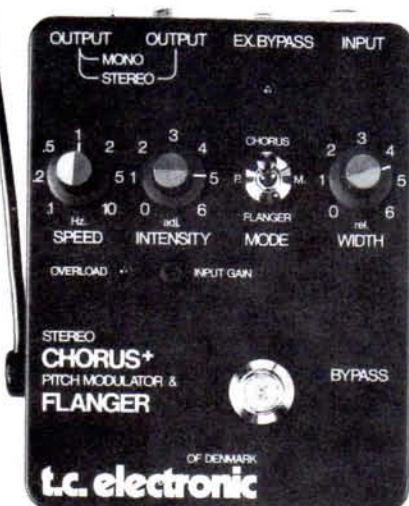 OUTPUT OUTPUT EX.BYPASS INPUT
MONO
STEREO
.1 .2 .5 1 2 5 10
Hz.
SPEED
0 1 2 3 4 5 6
adj.
INTENSITY
CHORUS
P. M.
FLANGER
MODE
0 1 2 3 4 5 6
rel.
WIDTH
OVERLOAD INPUT GAIN
STEREO
CHORUS+
PITCH MODULATOR &
FLANGER
BYPASS
OF DENMARK
t.c. electronic